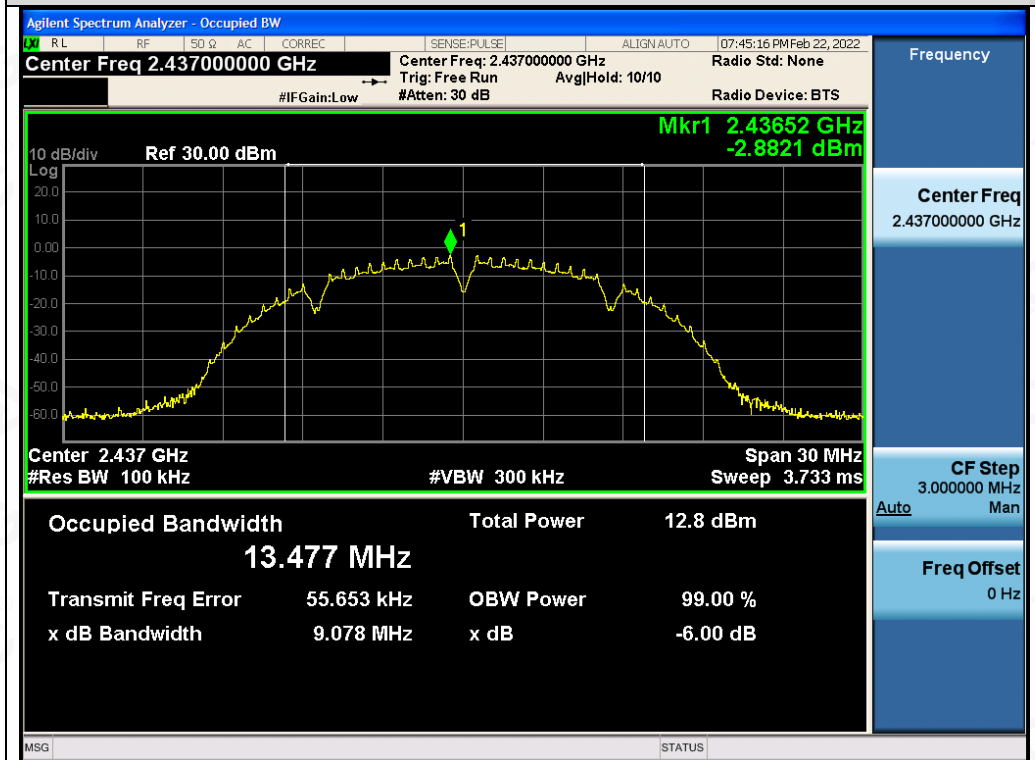 Agilent Spectrum Analyzer - Occupied BW
LXI RL RF 50 Ω AC CORREC SENSE:PULSE ALIGN AUTO 07:45:16 PM Feb 22, 2022
Center Freq 2.437000000 GHz
Center Freq: 2.437000000 GHz
Radio Std: None
Trig: Free Run Avg|Hold: 10/10
#IFGain:Low
#Atten: 30 dB
Radio Device: BTS
Frequency
Mkr1 2.43652 GHz
-2.8821 dBm
10 dB/div Ref 30.00 dBm
Log
20.0
10.0
0.00
-10.0
-20.0
-30.0
-40.0
-50.0
-60.0
1
Center 2.437 GHz
Span 30 MHz
#Res BW 100 kHz
#VBW 300 kHz
Sweep 3.733 ms
Center Freq
2.437000000 GHz
CF Step
3.000000 MHz
Auto Man
Freq Offset
0 Hz
Occupied Bandwidth
Total Power 12.8 dBm
13.477 MHz
Transmit Freq Error 55.653 kHz OBW Power 99.00 %
x dB Bandwidth 9.078 MHz x dB -6.00 dB
MSG STATUS